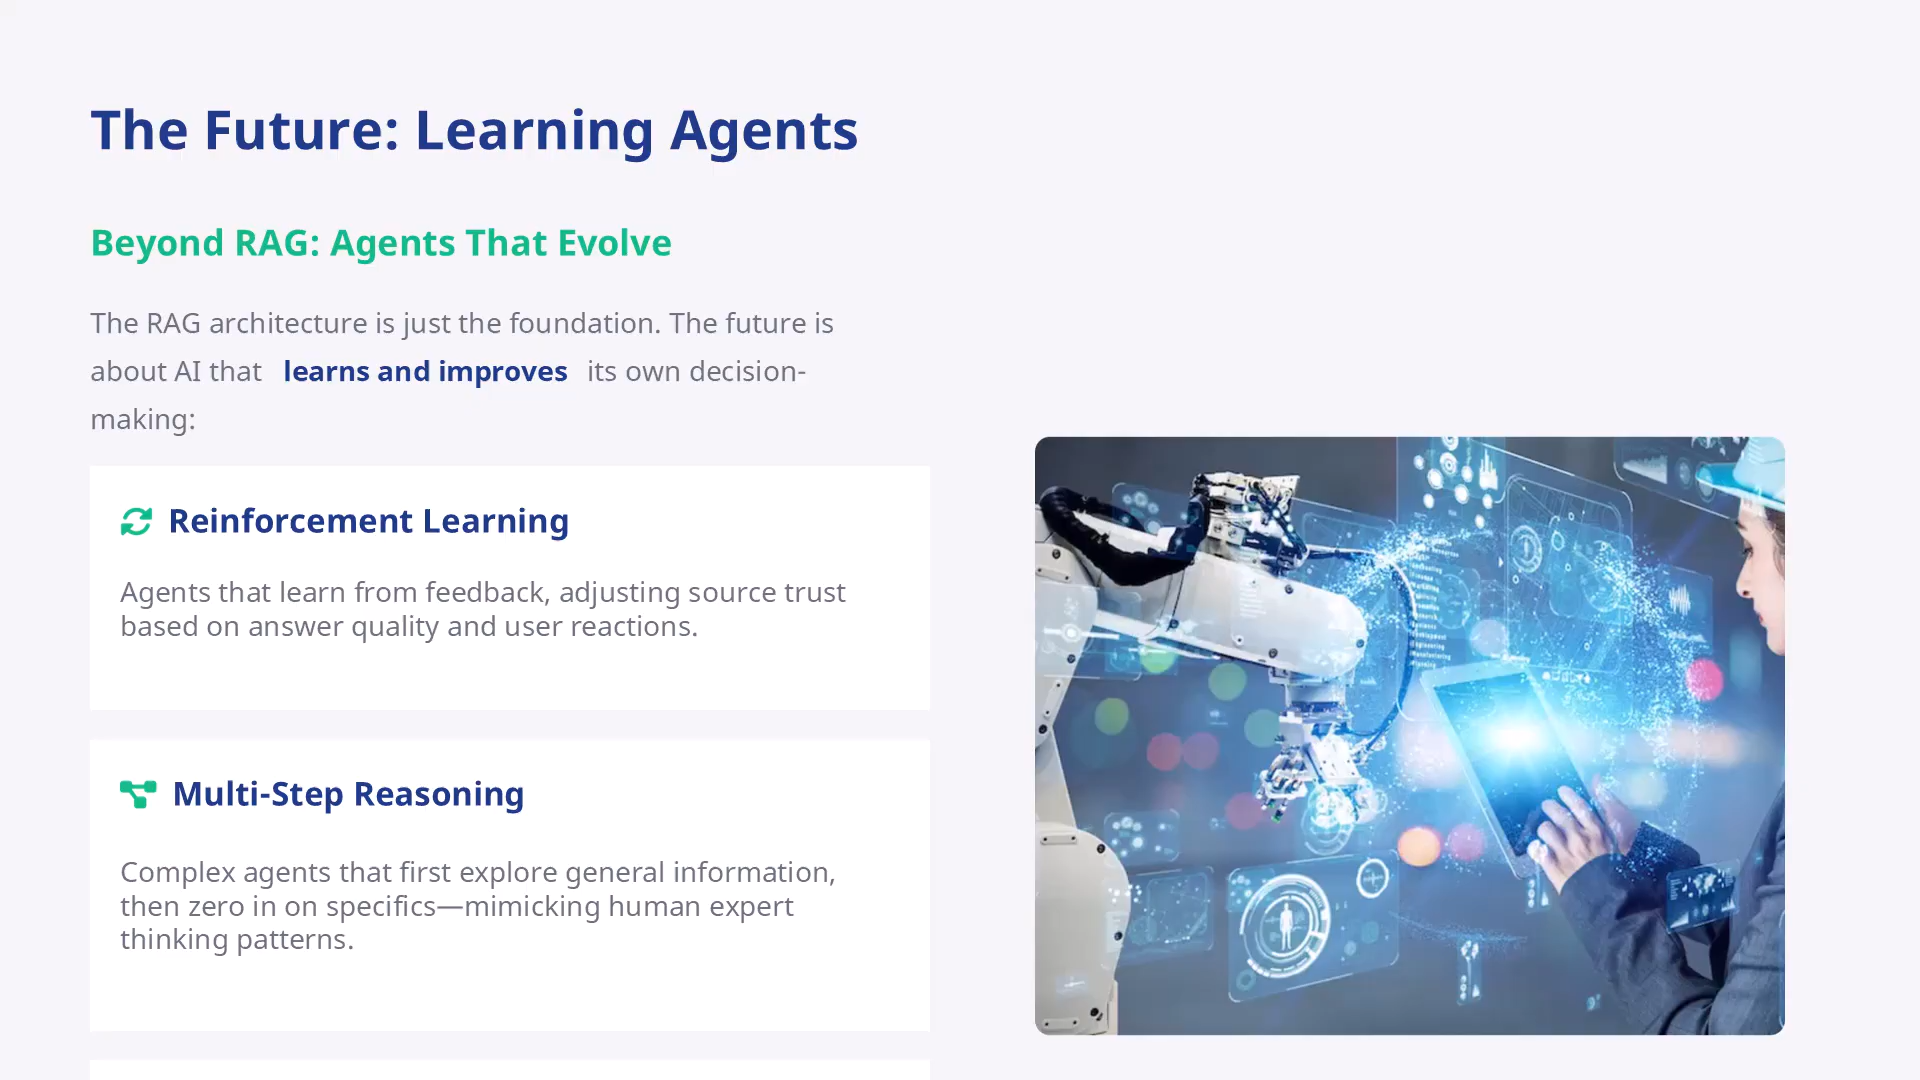 The Future: Learning Agents
Beyond RAG: Agents That Evolve
The RAG architecture is just the foundation. The future is
about AI that learns and improves its own decision-
making:
Reinforcement Learning
Agents that learn from feedback, adjusting source trust
based on answer quality and user reactions.
Multi-Step Reasoning
Complex agents that first explore general information,
then zero in on specifics—mimicking human expert
thinking patterns.